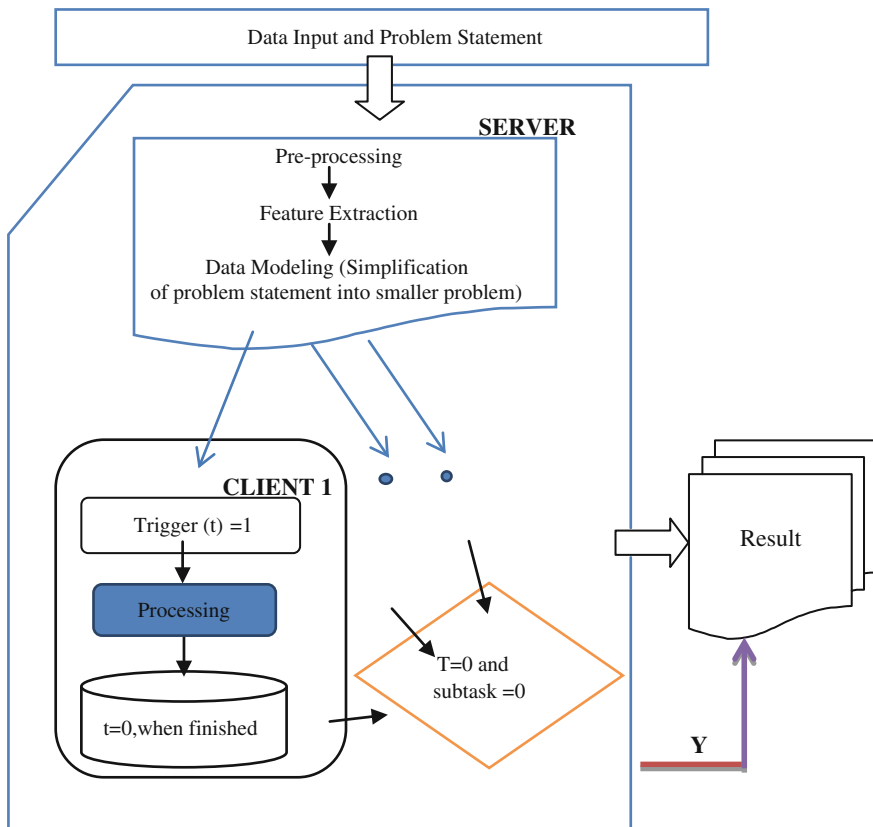 Data Input and Problem Statement
SERVER
Pre-processing
Feature Extraction
Data Modeling (Simplification
of problem statement into smaller problem)
CLIENT 1
Trigger (t) =1
Processing
t=0,when finished
T=0 and
subtask =0
Result
Y